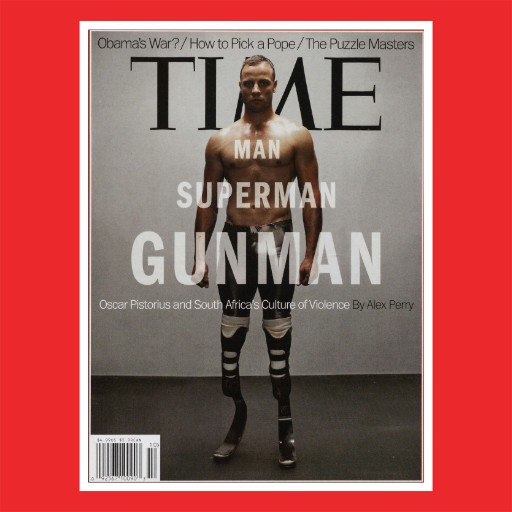 Obama's War? / How to Pick a Pope / The Puzzle Masters
TIME
MAN
SUPERMAN
GUNMAN
Oscar Pistorius and South Africa's Culture of Violence By Alex Perry